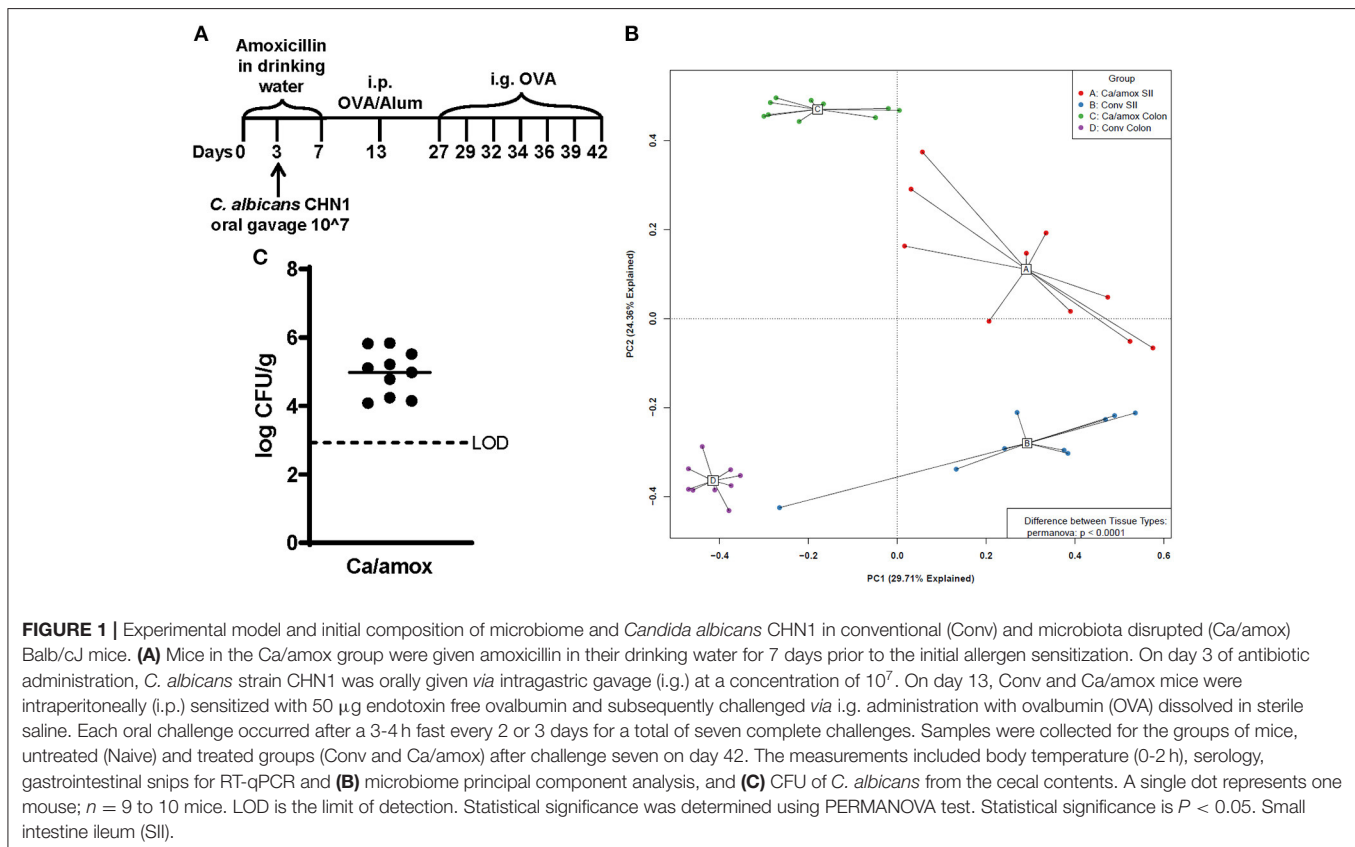 A
Amoxicillin
in drinking
water
i.p.
OVA/Alum
i.g. OVA
Days 0 3 7 13 27 29 32 34 36 39 42
C. albicans CHN1
oral gavage 10^7
B
Group
A: Ca/amox SII
B: Conv SII
C: Ca/amox Colon
D: Conv Colon
C
A
B
D
PC2 (24.36% Explained)
0.4
0.2
0.0
−0.2
−0.4
−0.4 −0.2 0.0 0.2 0.4 0.6
PC1 (29.71% Explained)
Difference between Tissue Types:
permanova: p < 0.0001
C
log CFU/g
8
6
4
2
0
LOD
Ca/amox
FIGURE 1 | Experimental model and initial composition of microbiome and Candida albicans CHN1 in conventional (Conv) and microbiota disrupted (Ca/amox)
Balb/cJ mice. (A) Mice in the Ca/amox group were given amoxicillin in their drinking water for 7 days prior to the initial allergen sensitization. On day 3 of antibiotic
administration, C. albicans strain CHN1 was orally given via intragastric gavage (i.g.) at a concentration of 10⁷. On day 13, Conv and Ca/amox mice were
intraperitoneally (i.p.) sensitized with 50 μg endotoxin free ovalbumin and subsequently challenged via i.g. administration with ovalbumin (OVA) dissolved in sterile
saline. Each oral challenge occurred after a 3-4 h fast every 2 or 3 days for a total of seven complete challenges. Samples were collected for the groups of mice,
untreated (Naive) and treated groups (Conv and Ca/amox) after challenge seven on day 42. The measurements included body temperature (0-2 h), serology,
gastrointestinal snips for RT-qPCR and (B) microbiome principal component analysis, and (C) CFU of C. albicans from the cecal contents. A single dot represents one
mouse; n = 9 to 10 mice. LOD is the limit of detection. Statistical significance was determined using PERMANOVA test. Statistical significance is P < 0.05. Small
intestine ileum (SII).